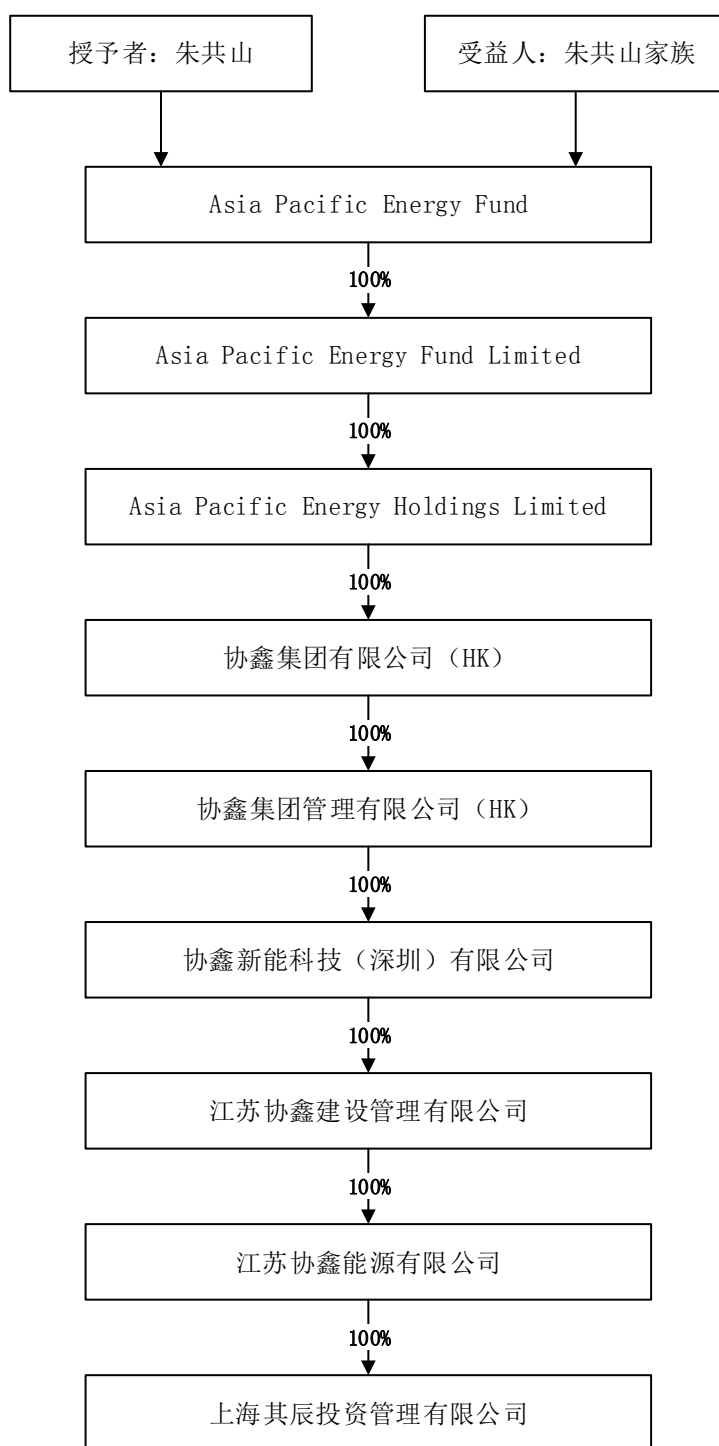 授予者：朱共山
受益人：朱共山家族
Asia Pacific Energy Fund
100%
Asia Pacific Energy Fund Limited
100%
Asia Pacific Energy Holdings Limited
100%
协鑫集团有限公司（HK）
100%
协鑫集团管理有限公司（HK）
100%
协鑫新能科技（深圳）有限公司
100%
江苏协鑫建设管理有限公司
100%
江苏协鑫能源有限公司
100%
上海其辰投资管理有限公司